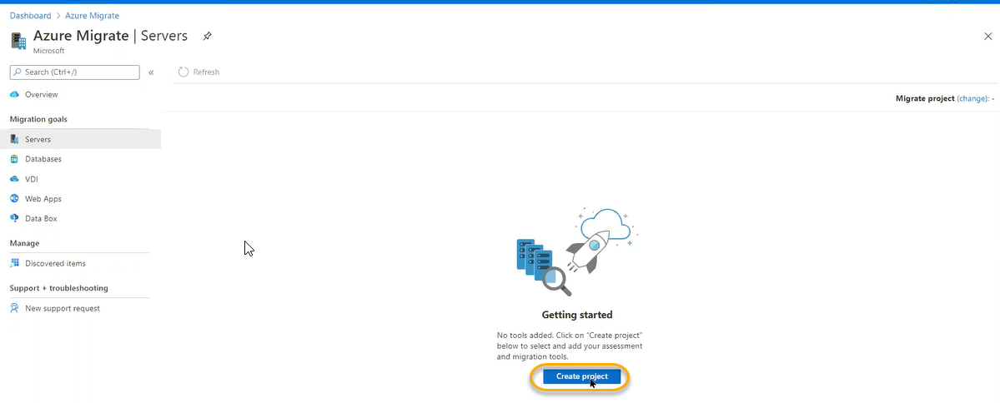 Dashboard > Azure Migrate
Azure Migrate | Servers
Microsoft
Search (Ctrl+/)
«
Refresh
Overview
Migrate project (change): -
Migration goals
Servers
Databases
VDI
Web Apps
Data Box
Manage
Discovered items
Support + troubleshooting
New support request
Getting started
No tools added. Click on "Create project"
below to select and add your assessment
and migration tools.
Create project